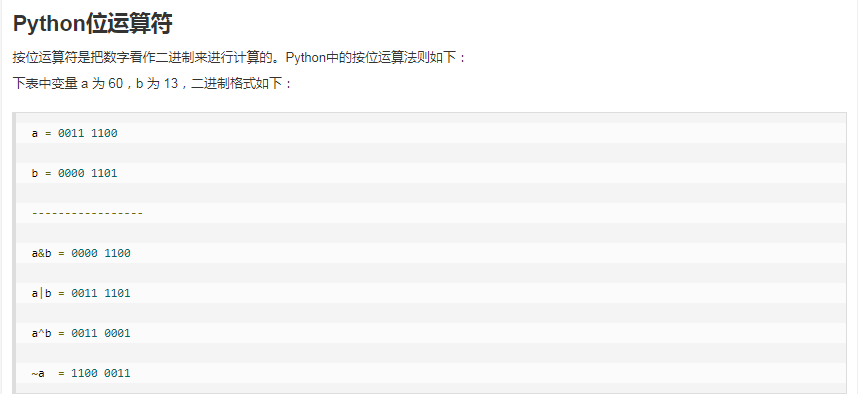 Python位运算符
按位运算符是把数字看作二进制来进行计算的。Python中的按位运算法则如下：
下表中变量 a 为 60，b 为 13，二进制格式如下：
a = 0011 1100
b = 0000 1101
-----------------
a&b = 0000 1100
a|b = 0011 1101
a^b = 0011 0001
~a  = 1100 0011